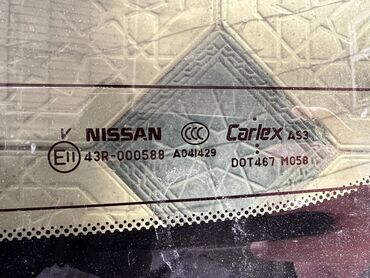 V NISSAN CCC Carlex AS3
E11 43R-000588 A041429 DOT467 M058